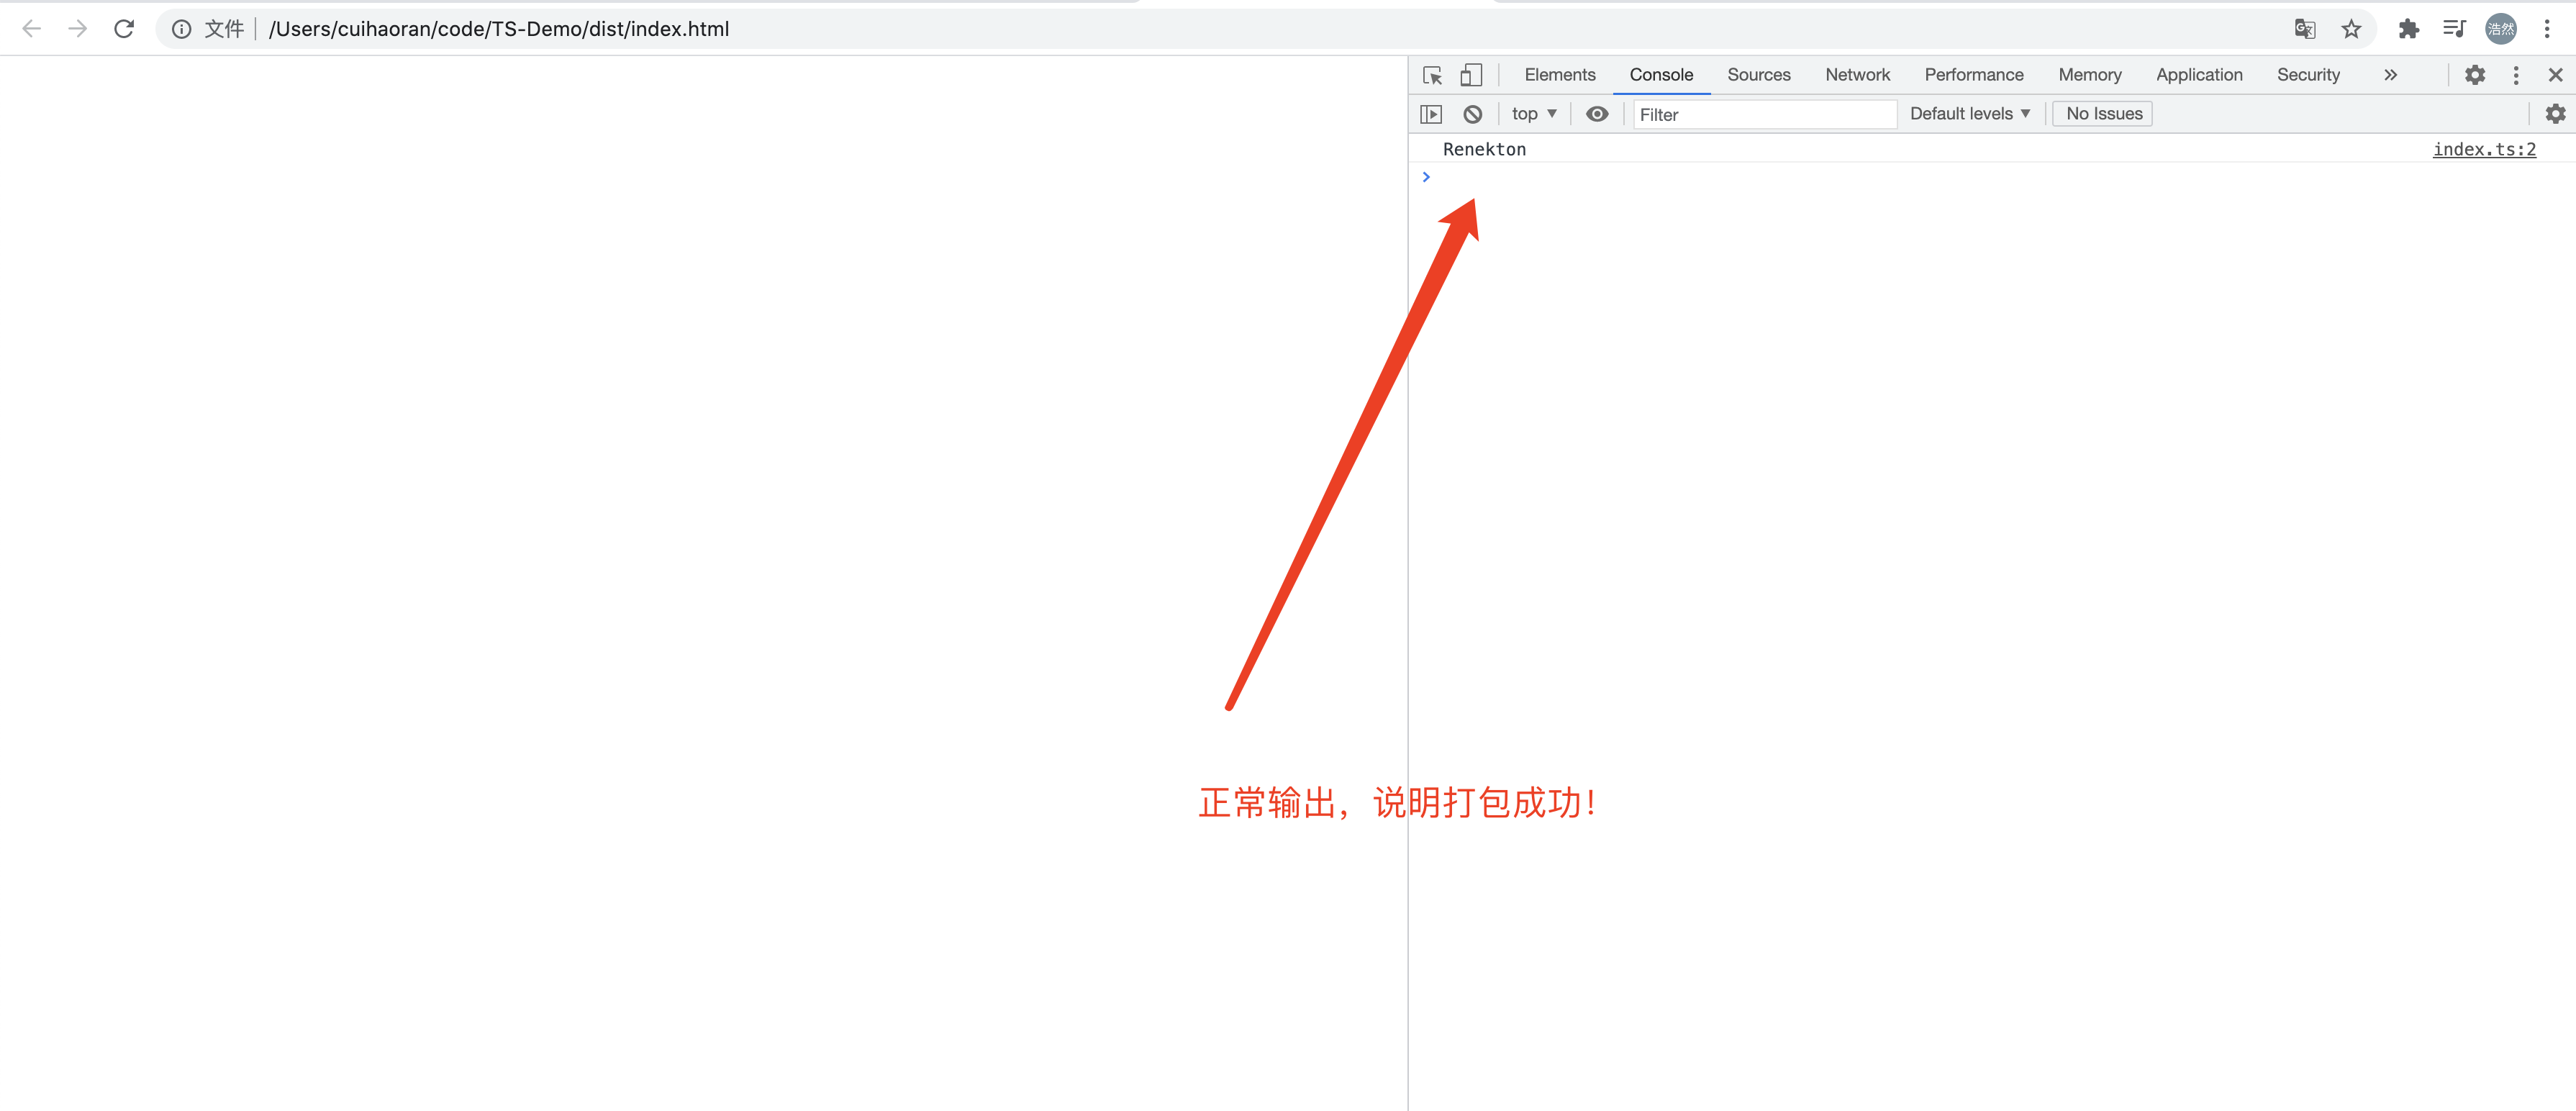 文件 /Users/cuihaoran/code/TS-Demo/dist/index.html 浩然
Elements Console Sources Network Performance Memory Application Security
top Filter Default levels No Issues
Renekton index.ts:2
正常输出，说明打包成功！